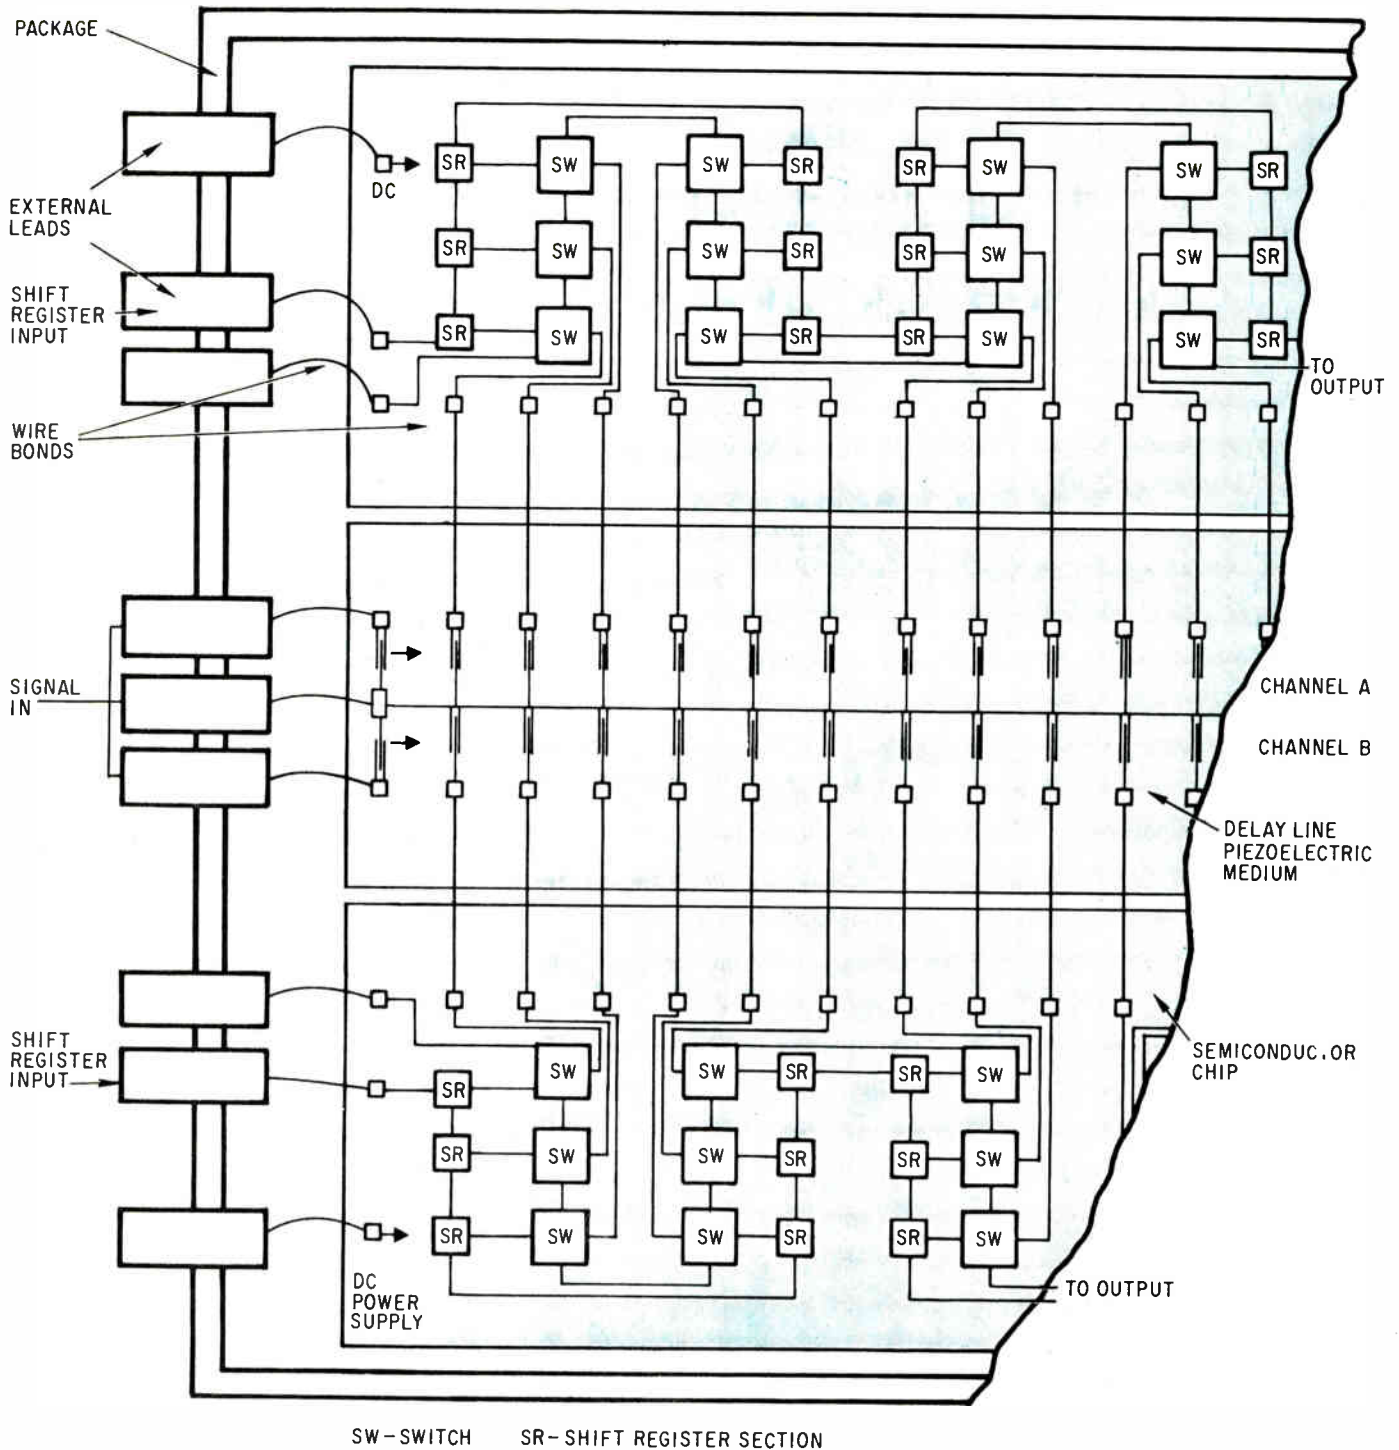 PACKAGE
EXTERNAL
LEADS
SHIFT
REGISTER
INPUT
WIRE
BONDS
DC
SR SW SW SR SR SW SW SR
SR SW SW SR SR SW SW SR
SR SW SW SR SR SW SW SR
TO
OUTPUT
SIGNAL
IN
CHANNEL A
CHANNEL B
DELAY LINE
PIEZOELECTRIC
MEDIUM
SHIFT
REGISTER
INPUT
SEMICONDUC.OR
CHIP
SR SW SW SR SR SW
SR SW SW SR SR SW
SR SW SW SR SR SW
DC
POWER
SUPPLY
TO OUTPUT
SW-SWITCH SR-SHIFT REGISTER SECTION